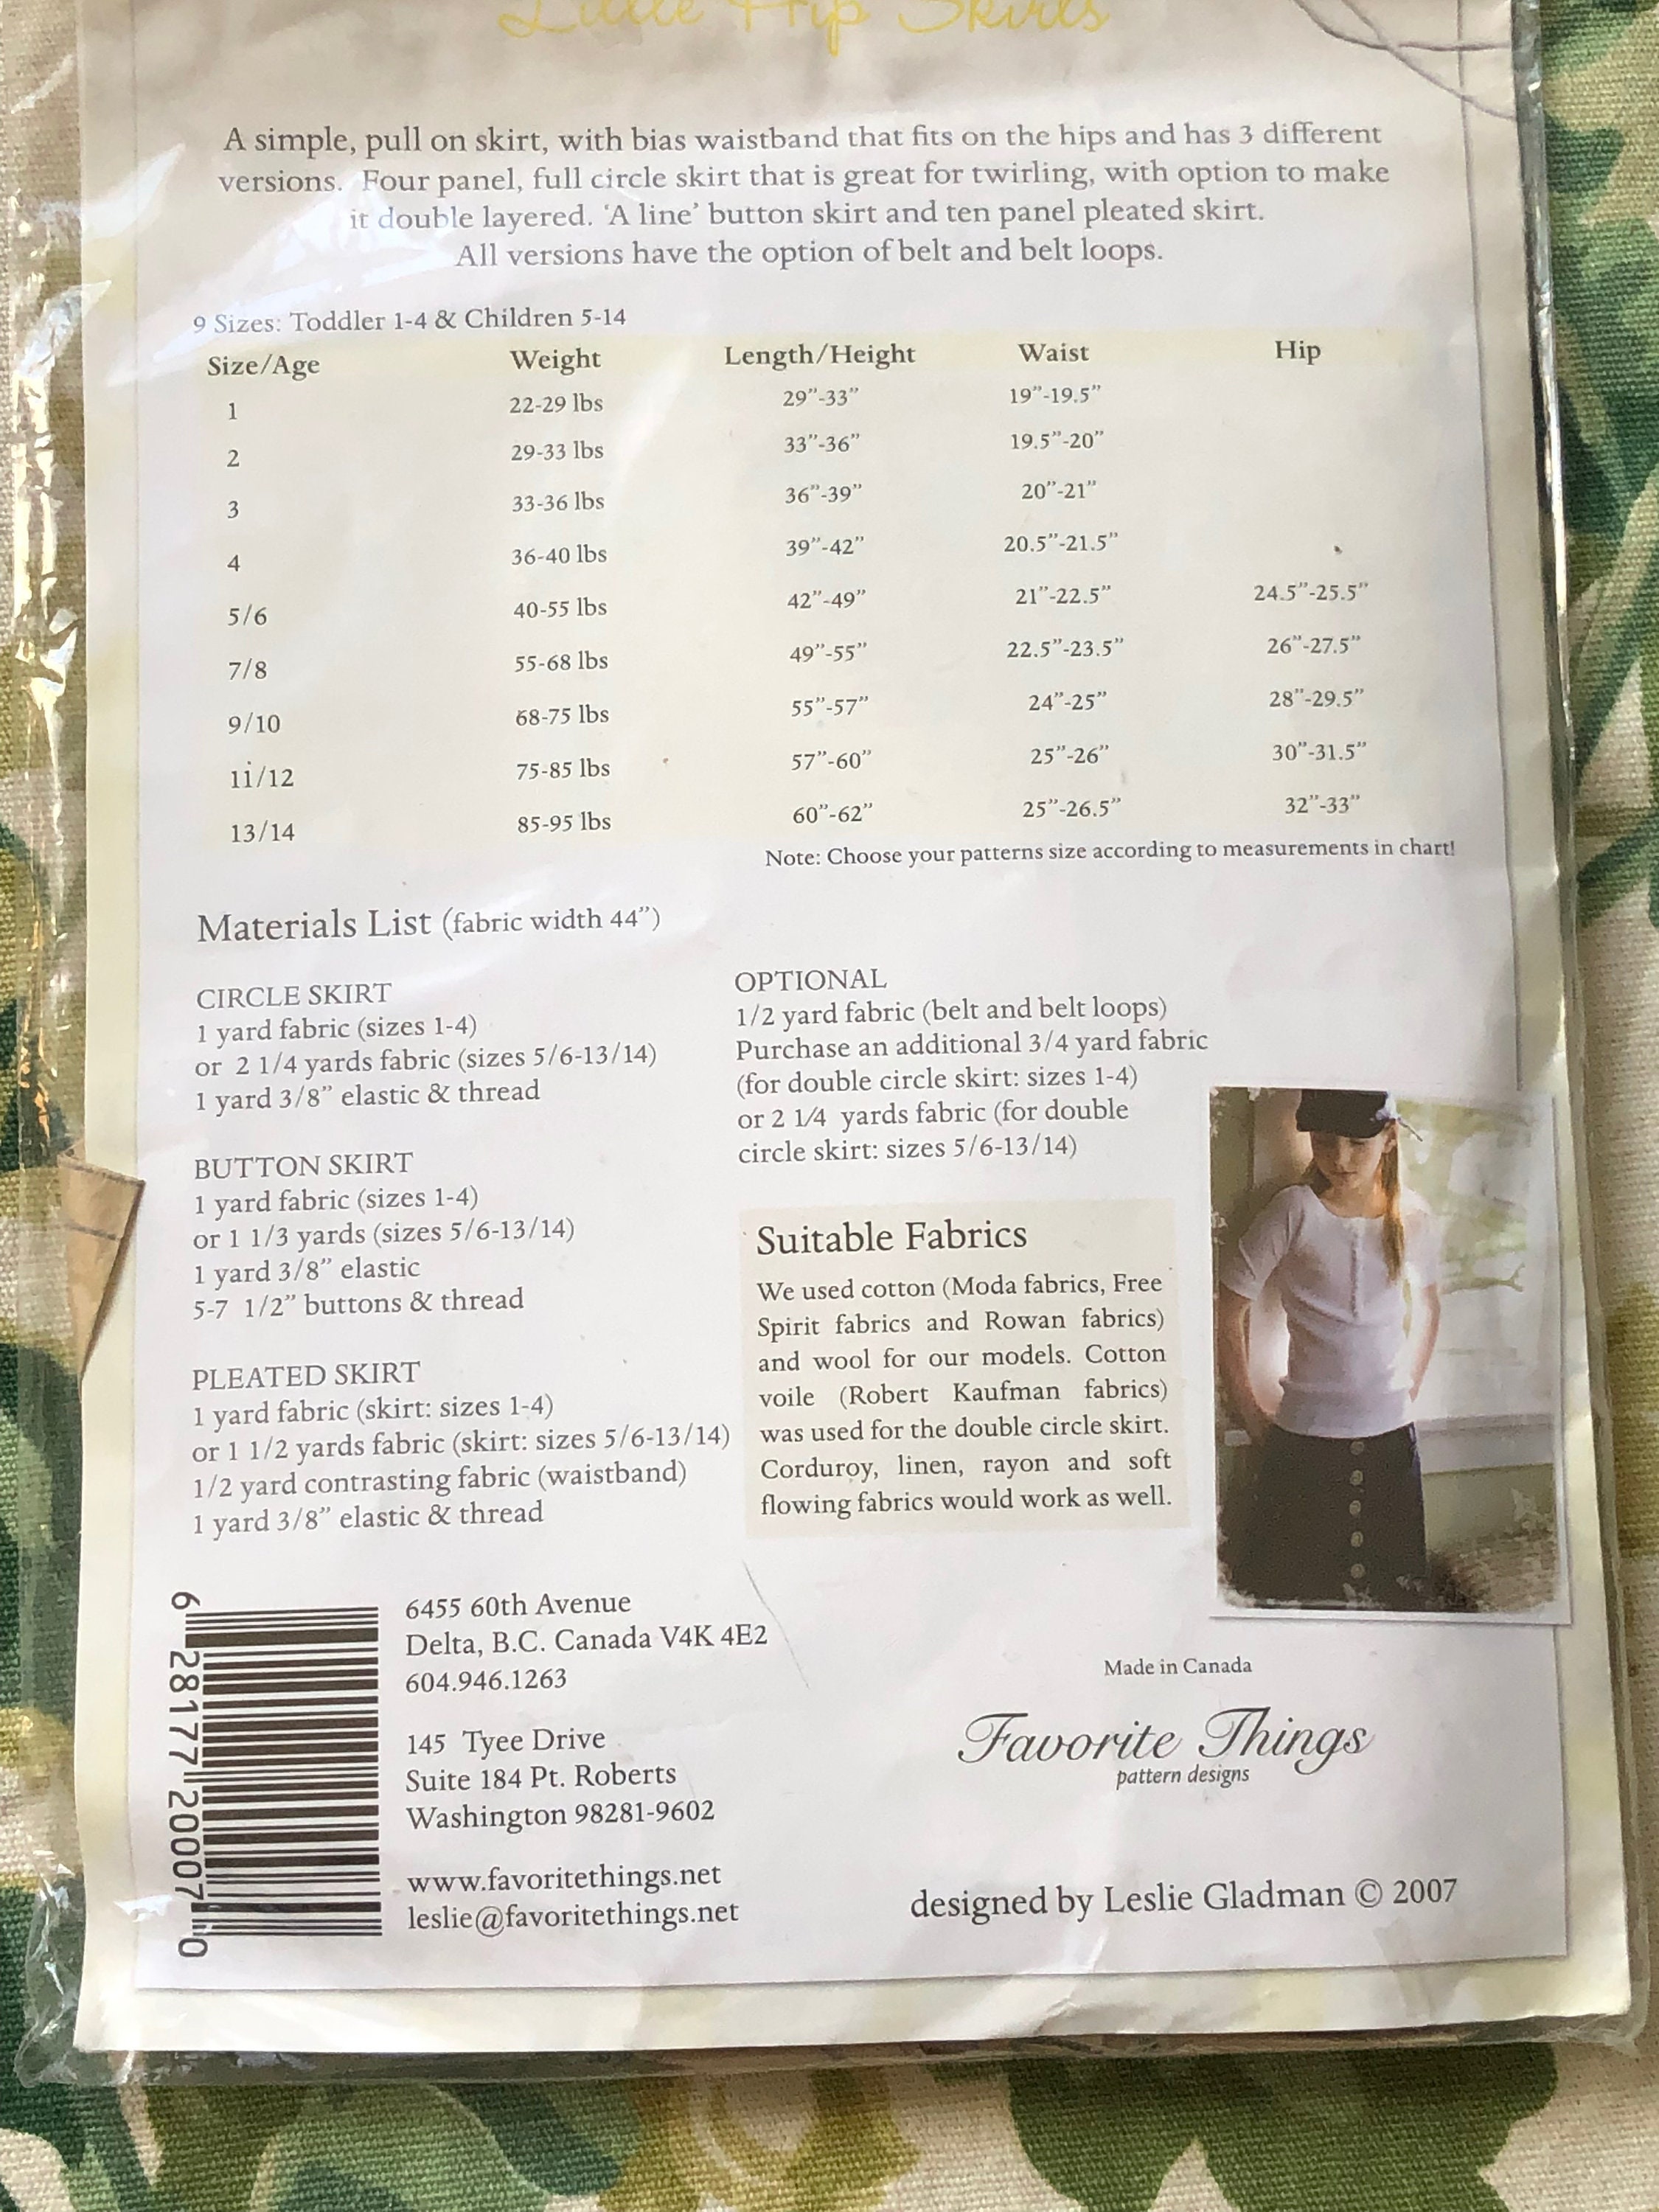 Little Hip Skirts
A simple, pull on skirt, with bias waistband that fits on the hips and has 3 different
versions. Four panel, full circle skirt that is great for twirling, with option to make
it double layered. ‘A line’ button skirt and ten panel pleated skirt.
All versions have the option of belt and belt loops.
9 Sizes: Toddler 1-4 & Children 5-14
Size/Age Weight Length/Height Waist Hip
1 22-29 lbs 29”-33” 19”-19.5”
2 29-33 lbs 33”-36” 19.5”-20”
3 33-36 lbs 36”-39” 20”-21”
4 36-40 lbs 39”-42” 20.5”-21.5”
5/6 40-55 lbs 42”-49” 21”-22.5” 24.5”-25.5”
7/8 55-68 lbs 49”-55” 22.5”-23.5” 26”-27.5”
9/10 68-75 lbs 55”-57” 24”-25” 28”-29.5”
11/12 75-85 lbs 57”-60” 25”-26” 30”-31.5”
13/14 85-95 lbs 60”-62” 25”-26.5” 32”-33”
Note: Choose your patterns size according to measurements in chart!
Materials List (fabric width 44”)
CIRCLE SKIRT
1 yard fabric (sizes 1-4)
or 2 1/4 yards fabric (sizes 5/6-13/14)
1 yard 3/8” elastic & thread
BUTTON SKIRT
1 yard fabric (sizes 1-4)
or 1 1/3 yards (sizes 5/6-13/14)
1 yard 3/8” elastic
5-7 1/2” buttons & thread
PLEATED SKIRT
1 yard fabric (skirt: sizes 1-4)
or 1 1/2 yards fabric (skirt: sizes 5/6-13/14)
1/2 yard contrasting fabric (waistband)
1 yard 3/8” elastic & thread
OPTIONAL
1/2 yard fabric (belt and belt loops)
Purchase an additional 3/4 yard fabric
(for double circle skirt: sizes 1-4)
or 2 1/4 yards fabric (for double
circle skirt: sizes 5/6-13/14)
Suitable Fabrics
We used cotton (Moda fabrics, Free
Spirit fabrics and Rowan fabrics)
and wool for our models. Cotton
voile (Robert Kaufman fabrics)
was used for the double circle skirt.
Corduroy, linen, rayon and soft
flowing fabrics would work as well.
6 28177 20007 0
6455 60th Avenue
Delta, B.C. Canada V4K 4E2
604.946.1263
145 Tyee Drive
Suite 184 Pt. Roberts
Washington 98281-9602
www.favoritethings.net
leslie@favoritethings.net
Made in Canada
Favorite Things
pattern designs
designed by Leslie Gladman © 2007